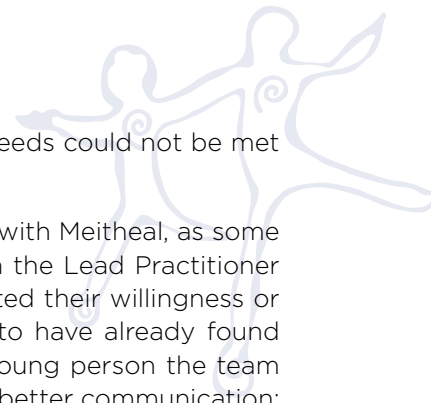 eeds could not be met
with Meitheal, as some
the Lead Practitioner
ted their willingness or
to have already found
oung person the team
better communication;